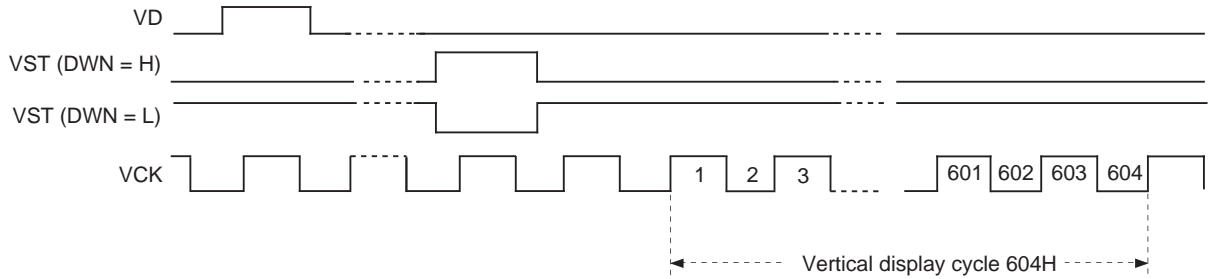 VD
VST (DWN = H)
VST (DWN = L)
VCK
1 2 3 601 602 603 604
Vertical display cycle 604H